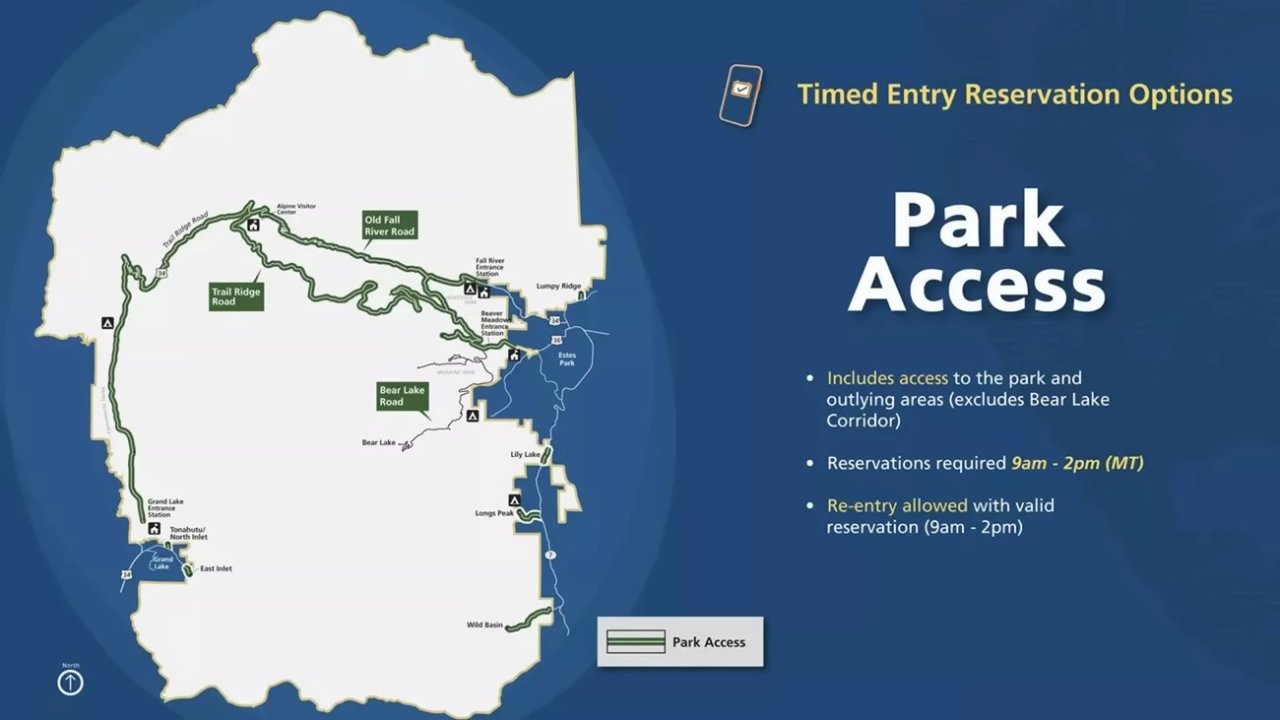 Timed Entry Reservation Options
Park
Access
• Includes access to the park and
outlying areas (excludes Bear Lake
Corridor)
• Reservations required 9am - 2pm (MT)
• Re-entry allowed with valid
reservation (9am - 2pm)
Alpine Visitor
Center
Trail Ridge Road
34
Old Fall
River Road
Trail Ridge
Road
Fall River
Entrance
Station
Lumpy Ridge
Beaver
Meadows
Entrance
Station
34
36
Estes
Park
MORAINE PARK
Bear Lake
Road
Bear Lake
Lily Lake
Longs Peak
7
Grand Lake
Entrance
Station
Tonahutu/
North Inlet
Grand
Lake
34
East Inlet
Wild Basin
Park Access
North